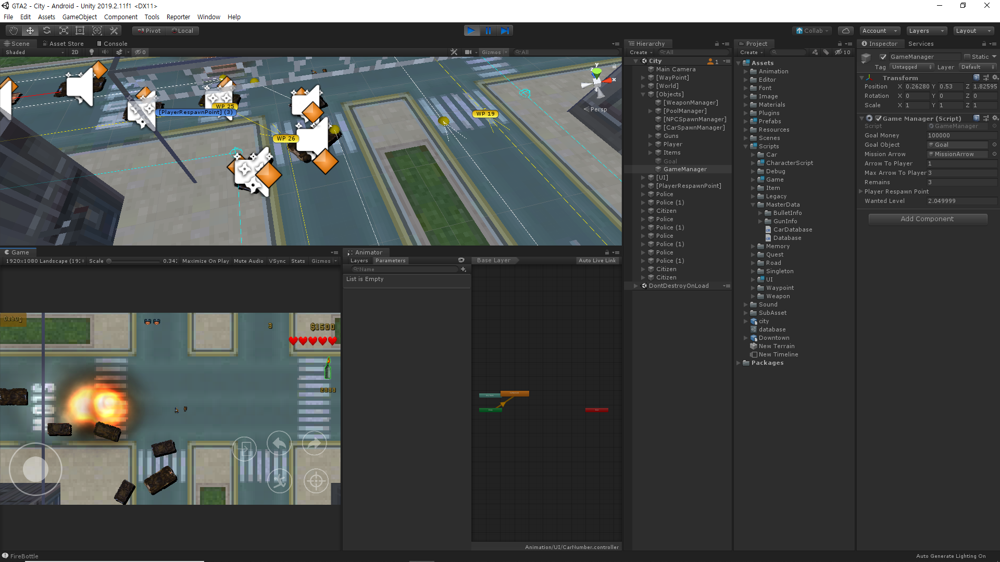 GTA2 - City - Android - Unity 2019.2.11f1 <DX11>
File Edit Assets GameObject Component Tools Reporter Window Help
Pivot Local Collab Account Layers Layout
Scene Asset Store Console
Shaded 2D 0 Gizmos All
WP 25
[PlayerRespawnPoint] (3)
WP 26
WP 19
y
z
x
Persp
Game
1920x1080 Landscape (192 Scale 0.34 Maximize On Play Mute Audio VSync Stats Gizmos
Debug
3
$1500
2993
Animator
Layers Parameters Base Layer Auto Live Link
Name
List is Empty
Animation/UI/CarNumber.controller
Hierarchy
Create All
City 1
Main Camera
[WayPoint]
[World]
[Objects]
[WeaponManager]
[PoolManager]
[NPCSpawnManager]
[CarSpawnManager]
Guns
Player
Items
Goal
GameManager
[UI]
[PlayerRespawnPoint]
Police
Police (1)
Citizen
Police
Police (1)
Police
Police (1)
Police
Police (1)
Citizen
Citizen
DontDestroyOnLoad
Project
Create 10
Assets
Animation
Editor
Font
Image
Materials
Plugins
Prefabs
Resources
Scenes
Scripts
Car
CharacterScript
Debug
Game
Item
Legacy
MasterData
BulletInfo
GunInfo
CarDatabase
Database
Memory
Quest
Road
Singleton
UI
Waypoint
Weapon
Sound
SubAsset
city
database
Downtown
New Terrain
New Timeline
Packages
Inspector Services
GameManager Static
Tag Untagged Layer Default
Transform
Position X 0.26280 Y 0.53 Z 1.82595
Rotation X 0 Y 0 Z 0
Scale X 1 Y 1 Z 1
Game Manager (Script)
Script GameManager
Goal Money 100000
Goal Object Goal
Mission Arrow MissionArrow
Arrow To Player 1
Max Arrow To Player 3
Remains 3
Player Respawn Point
Wanted Level 2.049999
Add Component
FireBottle
Auto Generate Lighting On